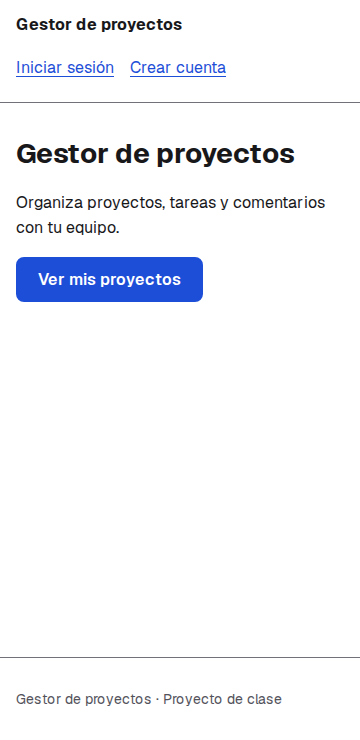 Gestor de proyectos
Iniciar sesión Crear cuenta
Gestor de proyectos
Organiza proyectos, tareas y comentarios
con tu equipo.
Ver mis proyectos
Gestor de proyectos · Proyecto de clase